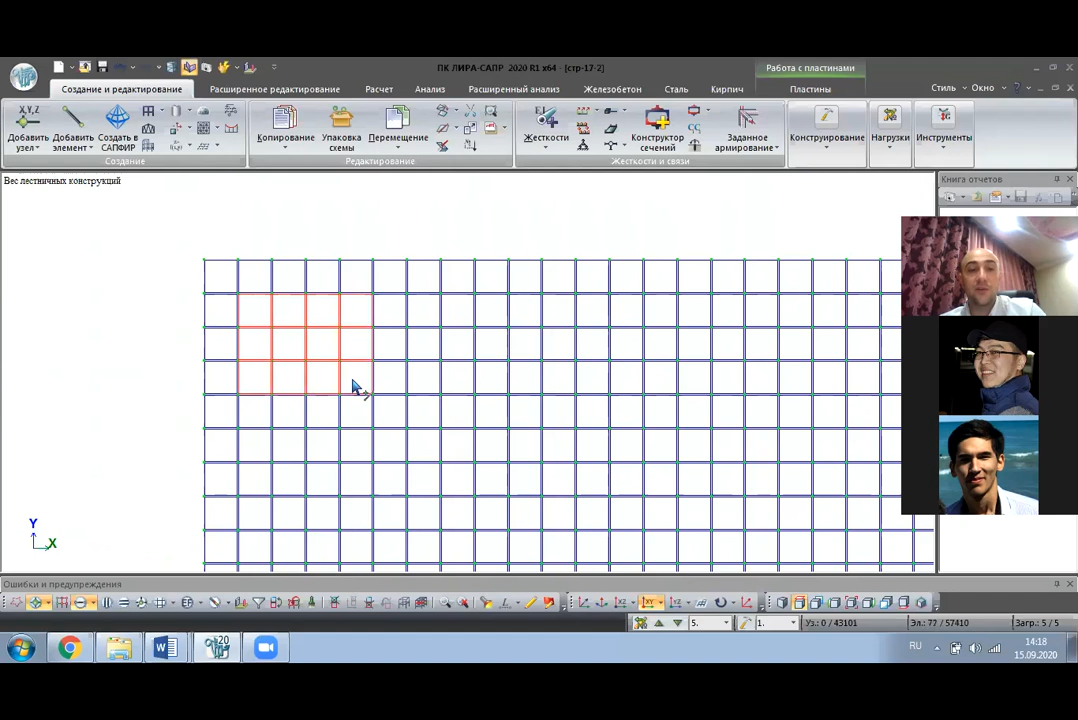 ПК ЛИРА-САПР 2020 R1 x64 - [стр-17-2]
Работа с пластинами
Создание и редактирование
Расширенное редактирование
Расчет
Анализ
Расширенный анализ
Железобетон
Сталь
Кирпич
Пластины
Стиль
Окно
Добавить узел
Добавить элемент
Создать в САПФИР
Создание
Копирование
Упаковка схемы
Перемещение
Редактирование
Жесткости
Конструктор сечений
Заданное армирование
Жесткости и связи
Конструирование
Нагрузки
Инструменты
Вес лестничных конструкций
Книга отчетов
Y
X
Ошибки и предупреждения
5.
1.
Уз.: 0 / 43101
Эл.: 77 / 57410
Загр.: 5 / 5
20
RU
14:18
15.09.2020